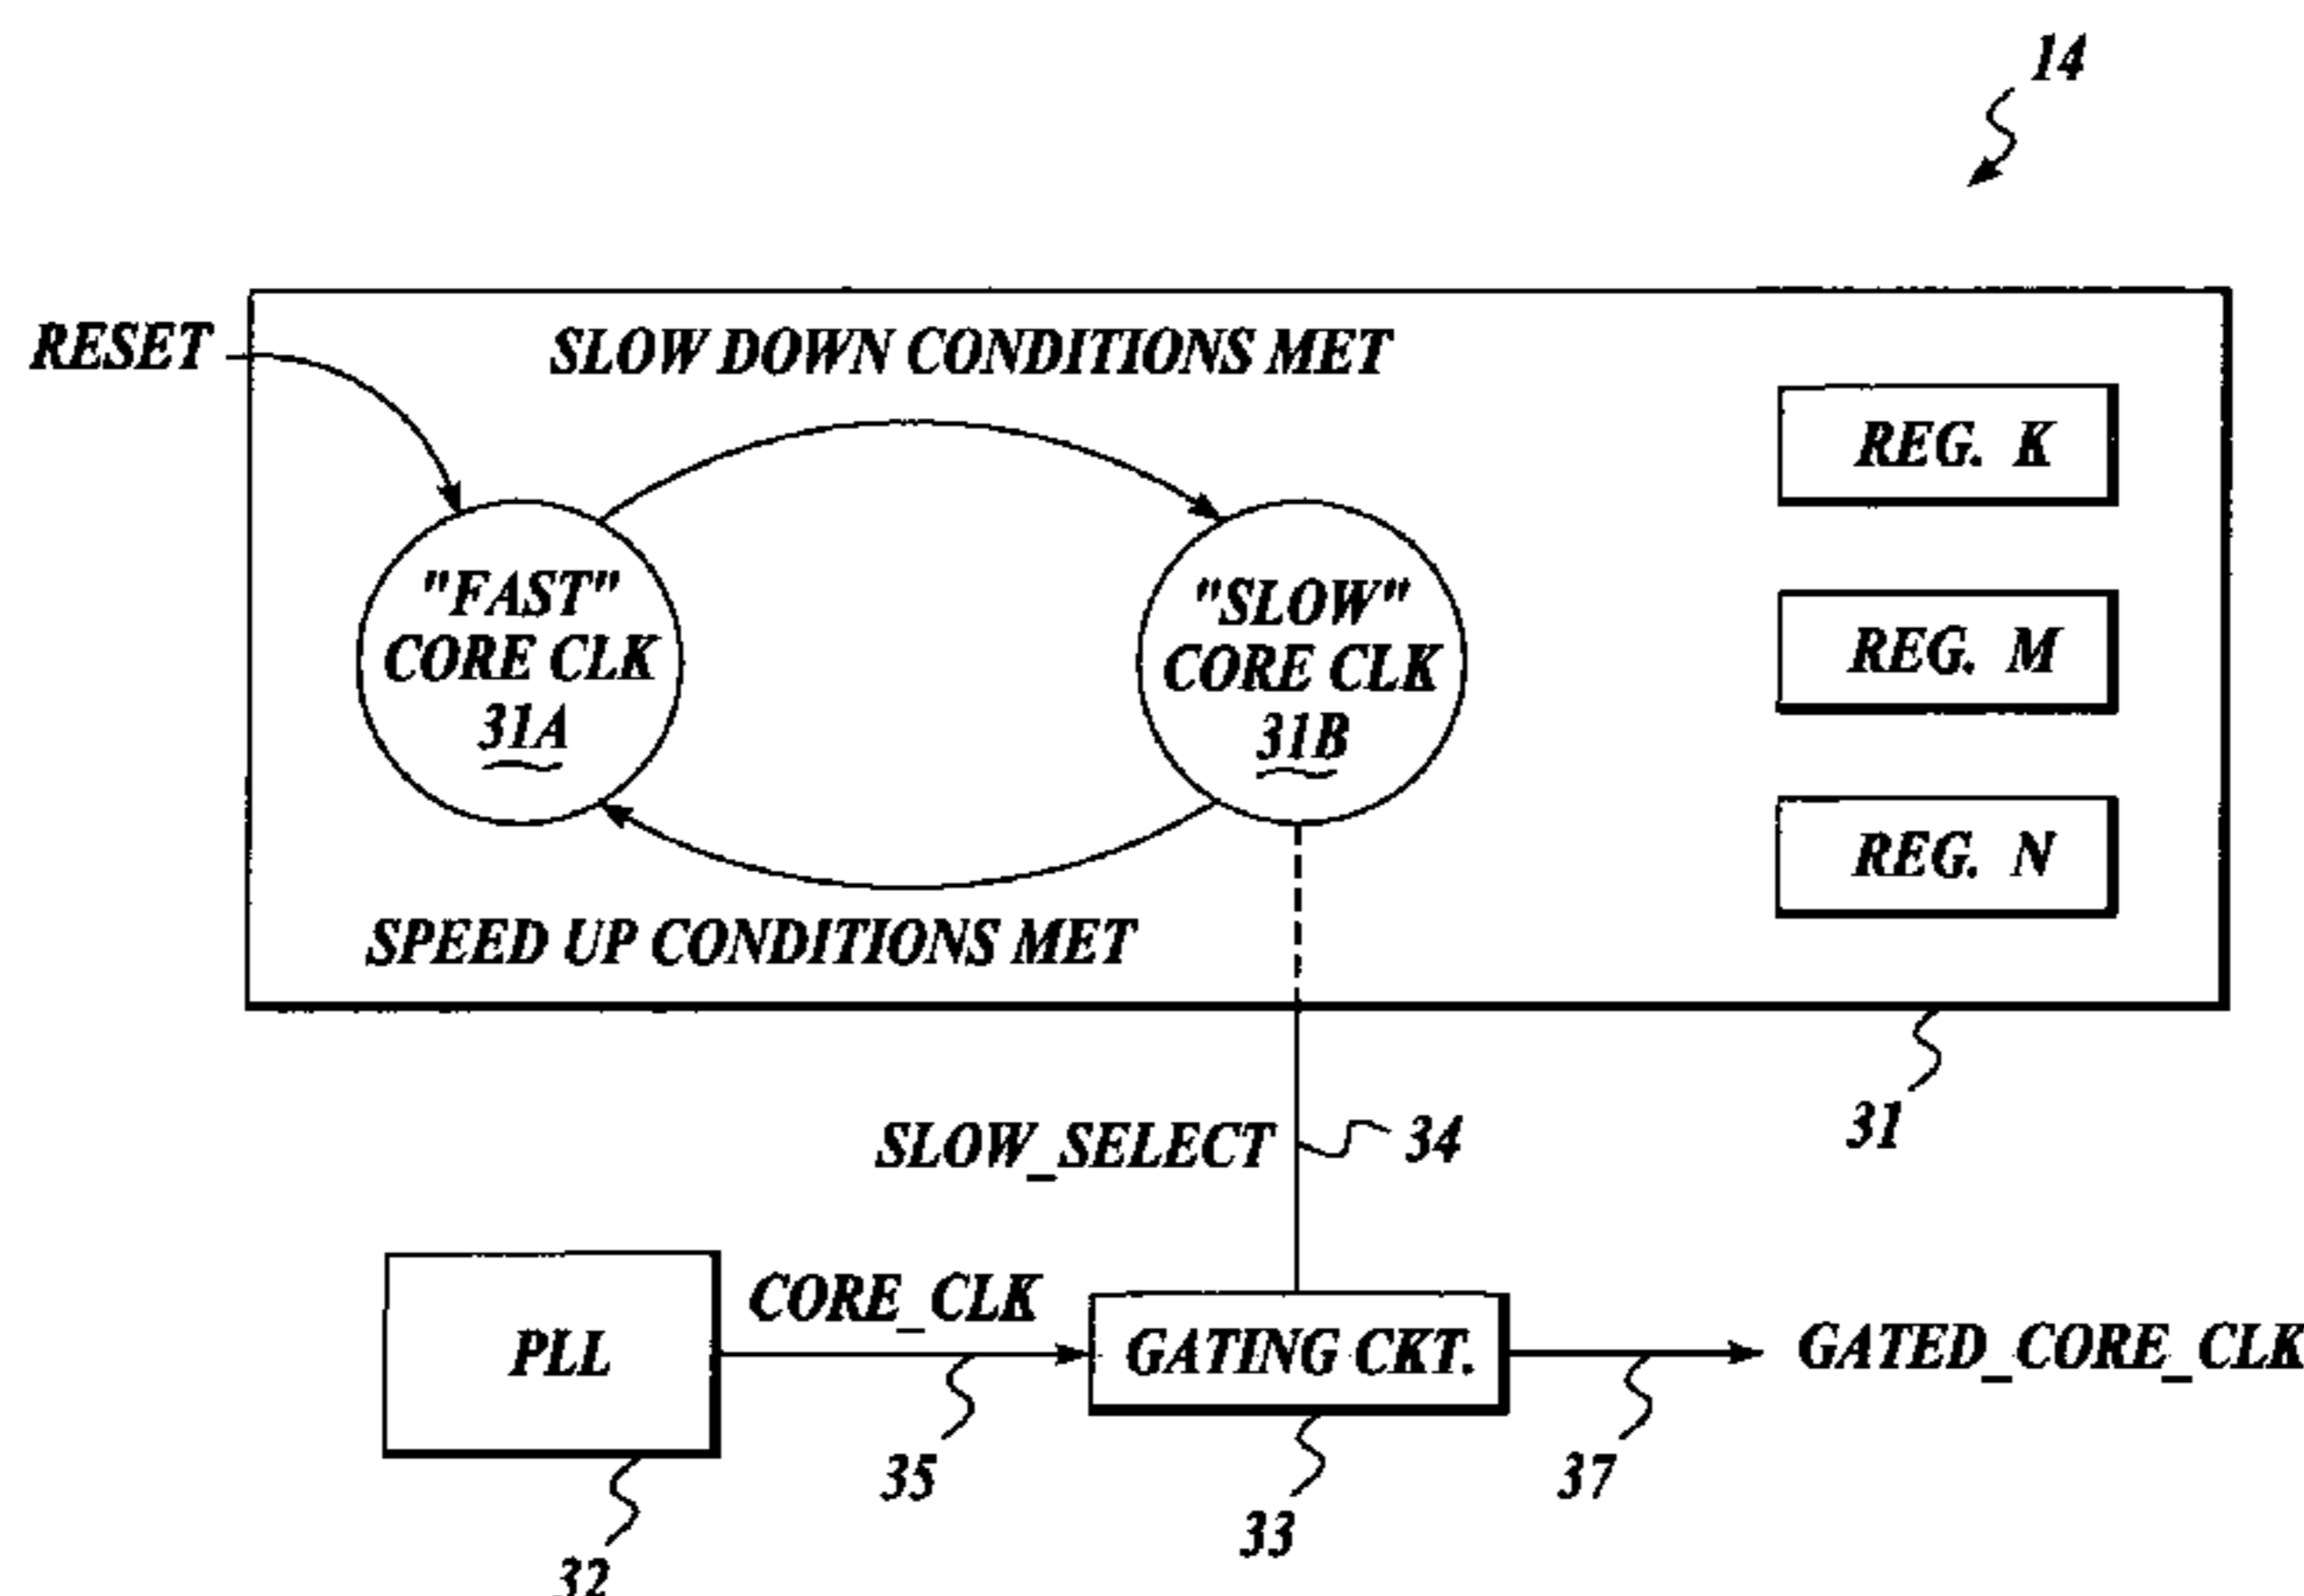 14
RESET
SLOW DOWN CONDITIONS MET
REG. K
"FAST"
CORE CLK
31A
"SLOW"
CORE CLK
31B
REG. M
REG. N
SPEED UP CONDITIONS MET
31
SLOW_SELECT
34
PLL
CORE_CLK
GATING CKT.
GATED_CORE_CLK
35
37
33
32